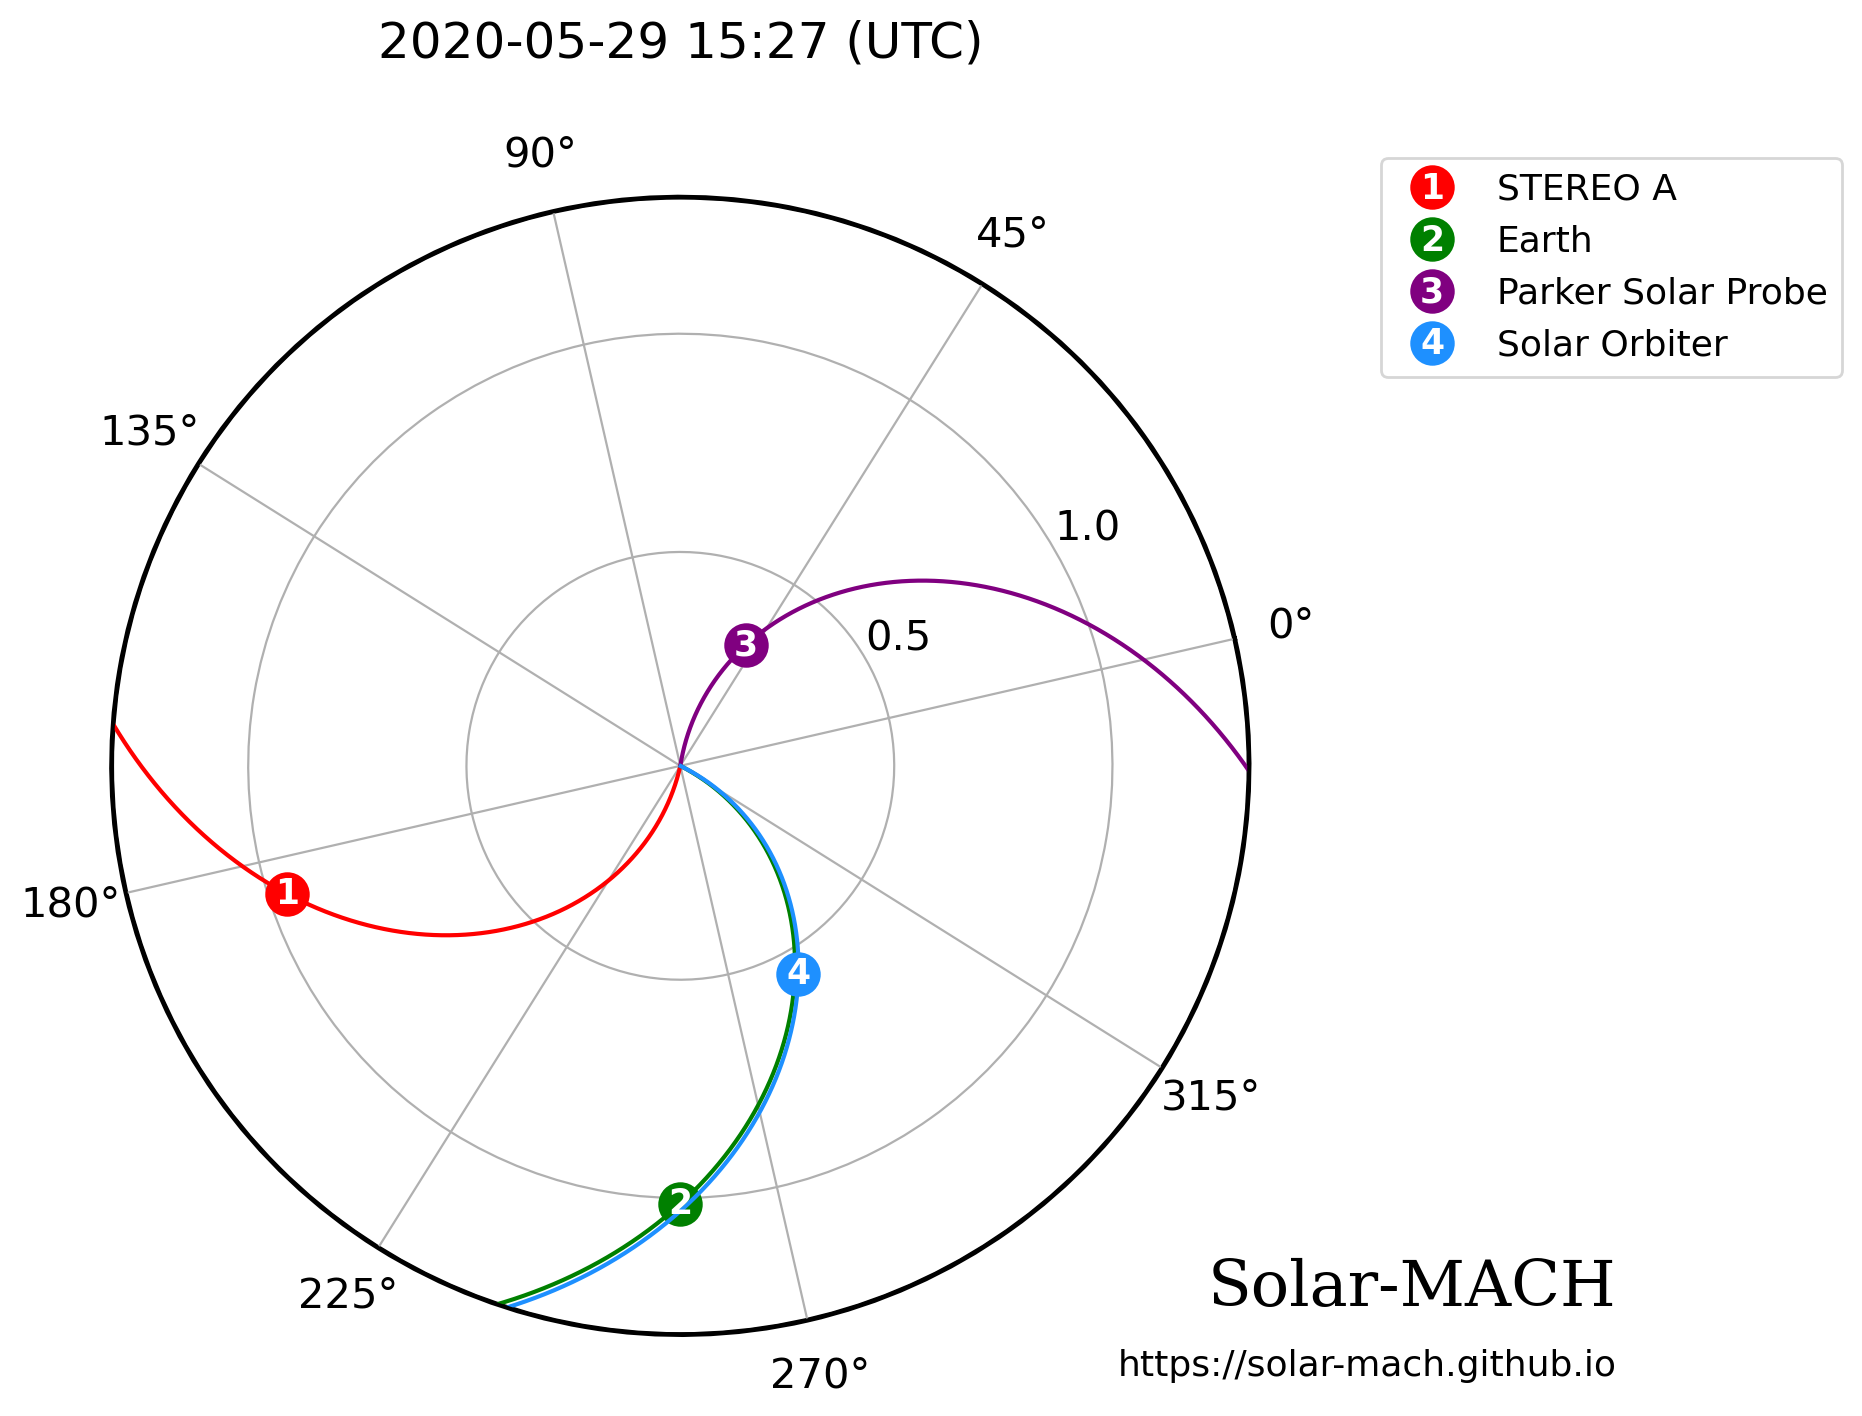 2020-05-29 15:27 (UTC)
90°
45°
1 STEREO A
2 Earth
3 Parker Solar Probe
4 Solar Orbiter
135°
1.0
0°
3
0.5
180°
1
4
315°
2
225°
270°
Solar-MACH
https://solar-mach.github.io